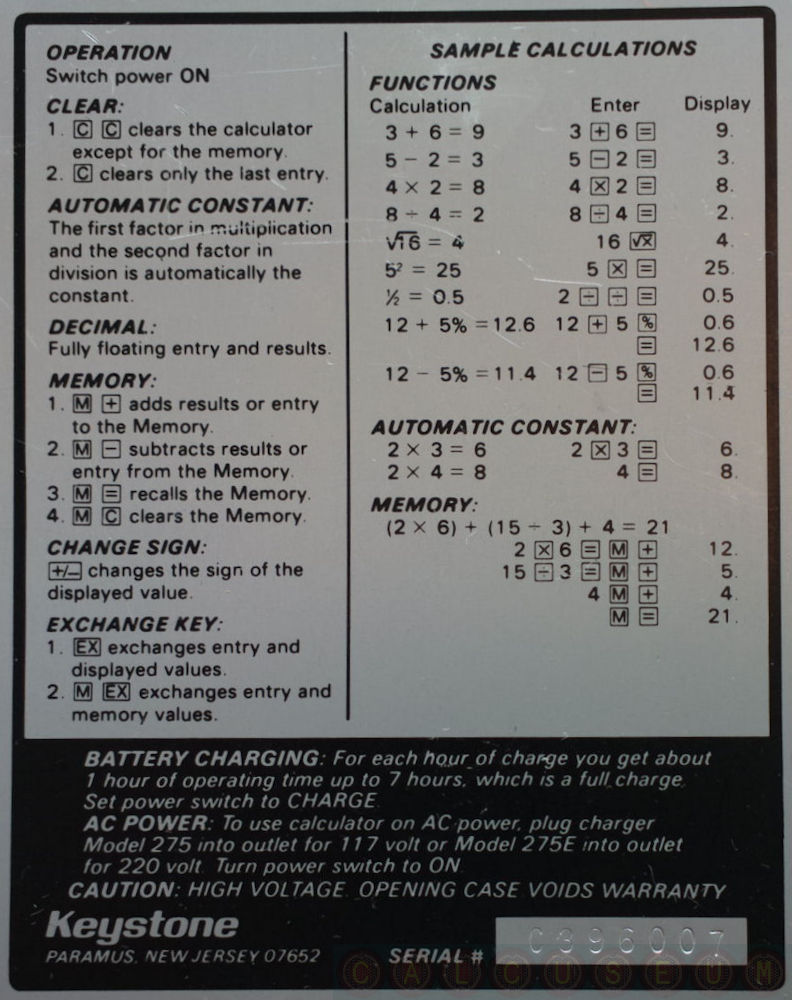 OPERATION
Switch power ON
CLEAR:
1. C C clears the calculator
except for the memory.
2. C clears only the last entry.
AUTOMATIC CONSTANT:
The first factor in multiplication
and the second factor in
division is automatically the
constant.
DECIMAL:
Fully floating entry and results.
MEMORY:
1. M + adds results or entry
to the Memory.
2. M − subtracts results or
entry from the Memory.
3. M = recalls the Memory.
4. M C clears the Memory.
CHANGE SIGN:
+/− changes the sign of the
displayed value.
EXCHANGE KEY:
1. EX exchanges entry and
displayed values.
2. M EX exchanges entry and
memory values.
SAMPLE CALCULATIONS
FUNCTIONS
Calculation Enter Display
3 + 6 = 9 3 + 6 = 9.
5 − 2 = 3 5 − 2 = 3.
4 × 2 = 8 4 × 2 = 8.
8 ÷ 4 = 2 8 ÷ 4 = 2.
√16 = 4 16 √X 4.
5² = 25 5 × = 25.
½ = 0.5 2 ÷ ÷ = 0.5
12 + 5% = 12.6 12 + 5 % 0.6
= 12.6
12 − 5% = 11.4 12 − 5 % 0.6
= 11.4
AUTOMATIC CONSTANT:
2 × 3 = 6 2 × 3 = 6.
2 × 4 = 8 4 = 8.
MEMORY:
(2 × 6) + (15 ÷ 3) + 4 = 21
2 × 6 = M + 12.
15 ÷ 3 = M + 5.
4 M + 4.
M = 21.
BATTERY CHARGING: For each hour of charge you get about
1 hour of operating time up to 7 hours, which is a full charge.
Set power switch to CHARGE.
AC POWER: To use calculator on AC power, plug charger
Model 275 into outlet for 117 volt or Model 275E into outlet
for 220 volt. Turn power switch to ON.
CAUTION: HIGH VOLTAGE. OPENING CASE VOIDS WARRANTY
Keystone
PARAMUS, NEW JERSEY 07652
SERIAL # C396007
CALCUSEUM